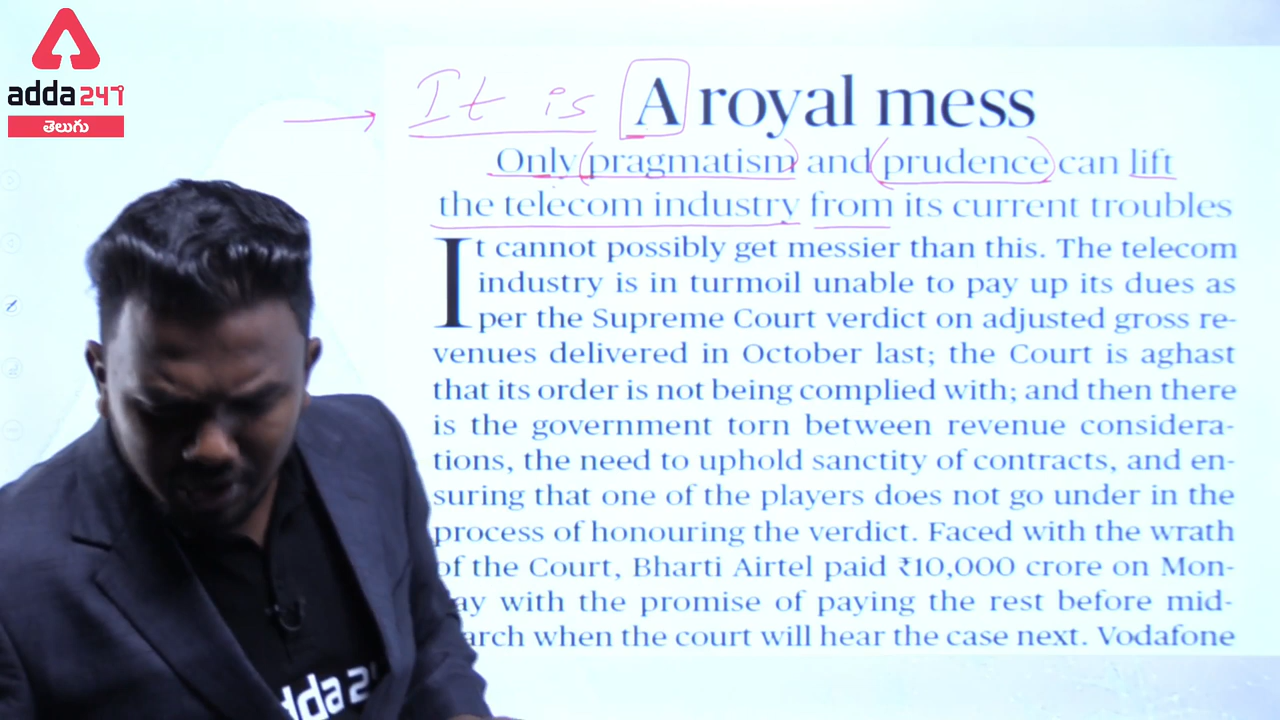 adda247
తెలుగు
It is A royal mess
Only pragmatism and prudence can lift
the telecom industry from its current troubles
It cannot possibly get messier than this. The telecom
industry is in turmoil unable to pay up its dues as
per the Supreme Court verdict on adjusted gross re-
venues delivered in October last; the Court is aghast
that its order is not being complied with; and then there
is the government torn between revenue considera-
tions, the need to uphold sanctity of contracts, and en-
suring that one of the players does not go under in the
process of honouring the verdict. Faced with the wrath
of the Court, Bharti Airtel paid ₹10,000 crore on Mon-
ay with the promise of paying the rest before mid-
arch when the court will hear the case next. Vodafone
dda 2